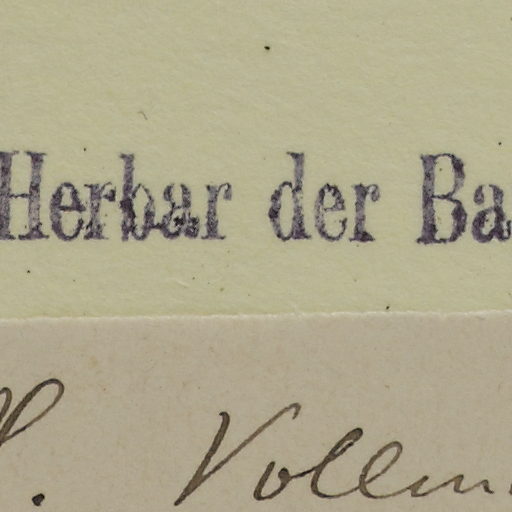 Herbar der Ba
. Vollm